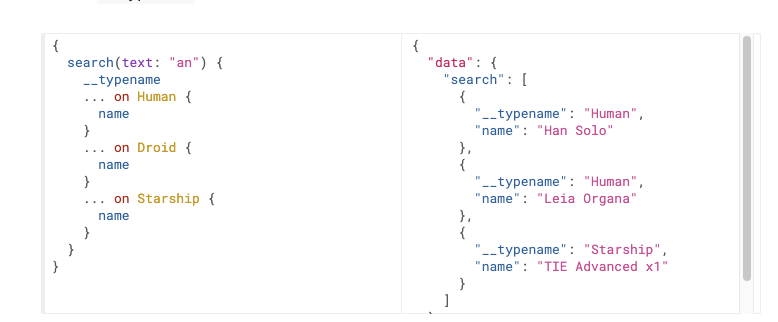 {
  search(text: "an") {
    __typename
    ... on Human {
      name
    }
    ... on Droid {
      name
    }
    ... on Starship {
      name
    }
  }
}
{
  "data": {
    "search": [
      {
        "__typename": "Human",
        "name": "Han Solo"
      },
      {
        "__typename": "Human",
        "name": "Leia Organa"
      },
      {
        "__typename": "Starship",
        "name": "TIE Advanced x1"
      }
    ]